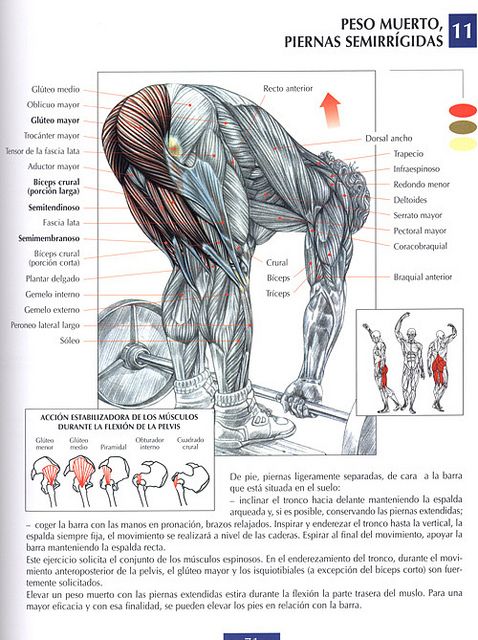 PESO MUERTO,
PIERNAS SEMIRRÍGIDAS
11
Glúteo medio
Oblicuo mayor
Glúteo mayor
Trocánter mayor
Tensor de la fascia lata
Aductor mayor
Bíceps crural
(porción larga)
Semitendinoso
Fascia lata
Semimembranoso
Bíceps crural
(porción corta)
Plantar delgado
Gemelo interno
Gemelo externo
Peroneo lateral largo
Sóleo
Recto anterior
Dorsal ancho
Trapecio
Infraespinoso
Redondo menor
Deltoides
Serrato mayor
Pectoral mayor
Coracobraquial
Braquial anterior
Crural
Bíceps
Tríceps
ACCIÓN ESTABILIZADORA DE LOS MÚSCULOS
DURANTE LA FLEXIÓN DE LA PELVIS
Glúteo
menor
Glúteo
medio
Piramidal
Obturador
interno
Cuadrado
crural
De pie, piernas ligeramente separadas, de cara a la barra
que está situada en el suelo:
– inclinar el tronco hacia delante manteniendo la espalda
arqueada y, si es posible, conservando las piernas extendidas;
– coger la barra con las manos en pronación, brazos relajados. Inspirar y enderezar el tronco hasta la vertical, la
espalda siempre fija, el movimiento se realizará a nivel de las caderas. Espirar al final del movimiento, apoyar la
barra manteniendo la espalda recta.
Este ejercicio solicita el conjunto de los músculos espinosos. En el enderezamiento del tronco, durante el movi-
miento anteroposterior de la pelvis, el glúteo mayor y los isquiotibiales (a excepción del bíceps corto) son fuer-
temente solicitados.
Elevar un peso muerto con las piernas extendidas estira durante la flexión la parte trasera del muslo. Para una
mayor eficacia y con esa finalidad, se pueden elevar los pies en relación con la barra.